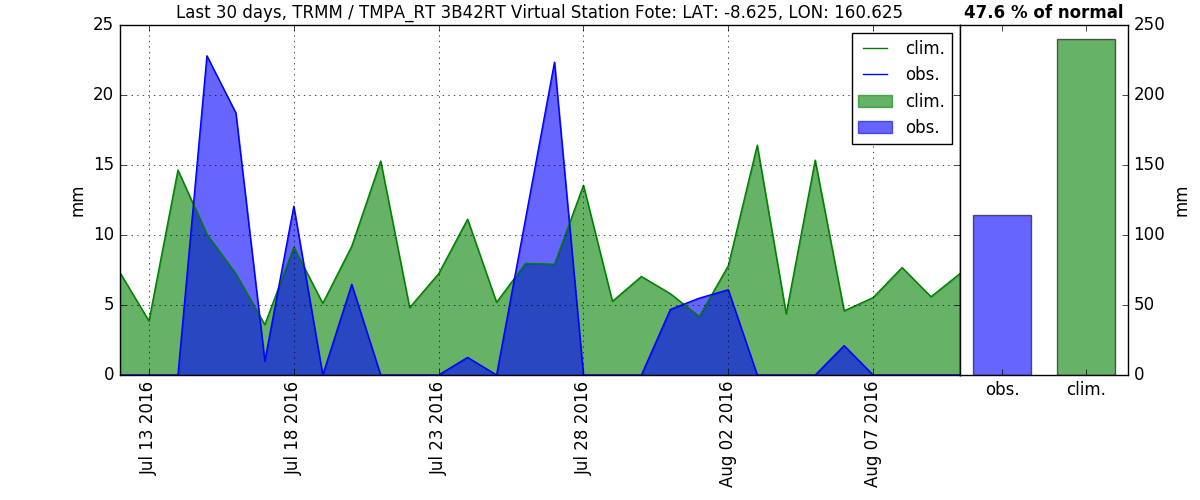 Last 30 days, TRMM / TMPA_RT 3B42RT Virtual Station Fote: LAT: -8.625, LON: 160.625
47.6 % of normal
25
20
15
10
5
0
mm
clim.
obs.
clim.
obs.
250
200
150
100
50
0
mm
Jul 13 2016
Jul 18 2016
Jul 23 2016
Jul 28 2016
Aug 02 2016
Aug 07 2016
obs.
clim.